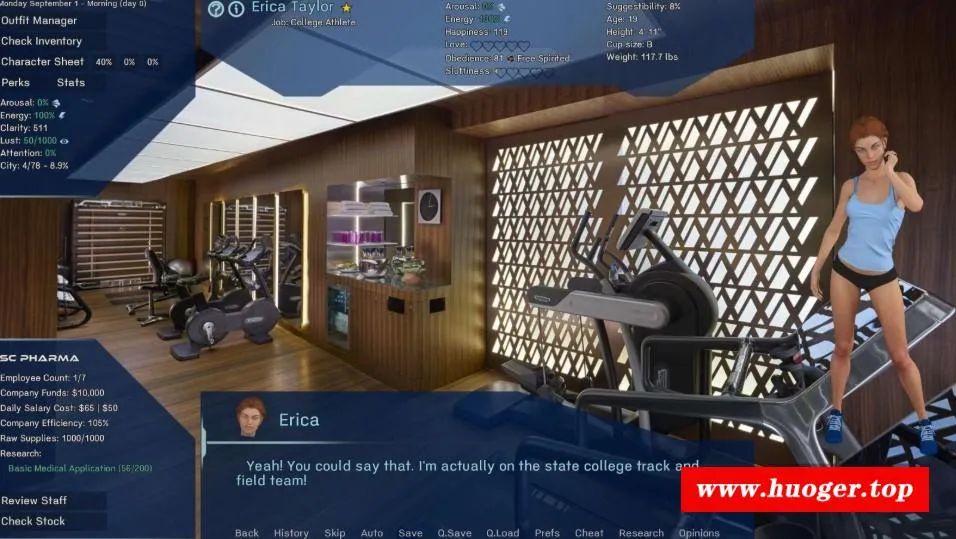 Monday September 1 - Morning (day 0)
Outfit Manager
Check Inventory
Character Sheet 40% 0% 0%
Perks Stats
Arousal: 0%
Energy: 100%
Clarity: 511
Lust: 50/1000
Attention: 0%
City: 4/78 - 8.9%
Erica Taylor
Job: College Athlete
Arousal: 0%
Energy: 100%
Happiness: 119
Love:
Obedience: 81 Free Spirited
Sluttiness:
Suggestibility: 8%
Age: 19
Height: 4' 11"
Cup size: B
Weight: 117.7 lbs
SC PHARMA
Employee Count: 1/7
Company Funds: $10,000
Daily Salary Cost: $65 | $50
Company Efficiency: 105%
Raw Supplies: 1000/1000
Research:
Basic Medical Application (56/200)
Review Staff
Check Stock
Erica
Yeah! You could say that. I'm actually on the state college track and
field team!
www.huoger.top
Back History Skip Auto Save Q.Save Q.Load Prefs Cheat Research Opinions